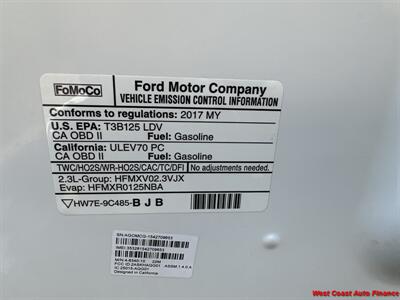 FoMoCo
Ford Motor Company
VEHICLE EMISSION CONTROL INFORMATION
Conforms to regulations: 2017 MY
U.S. EPA: T3B125 LDV
CA OBD II Fuel: Gasoline
California: ULEV70 PC
CA OBD II Fuel: Gasoline
TWC/HO2S/WR-HO2S/CAC/TC/DFI No adjustments needed.
2.3L-Group: HFMXV02.3VJX
Evap: HFMXR0125NBA
HW7E-9C485-BJB
Designed in California
West Coast Auto Finance